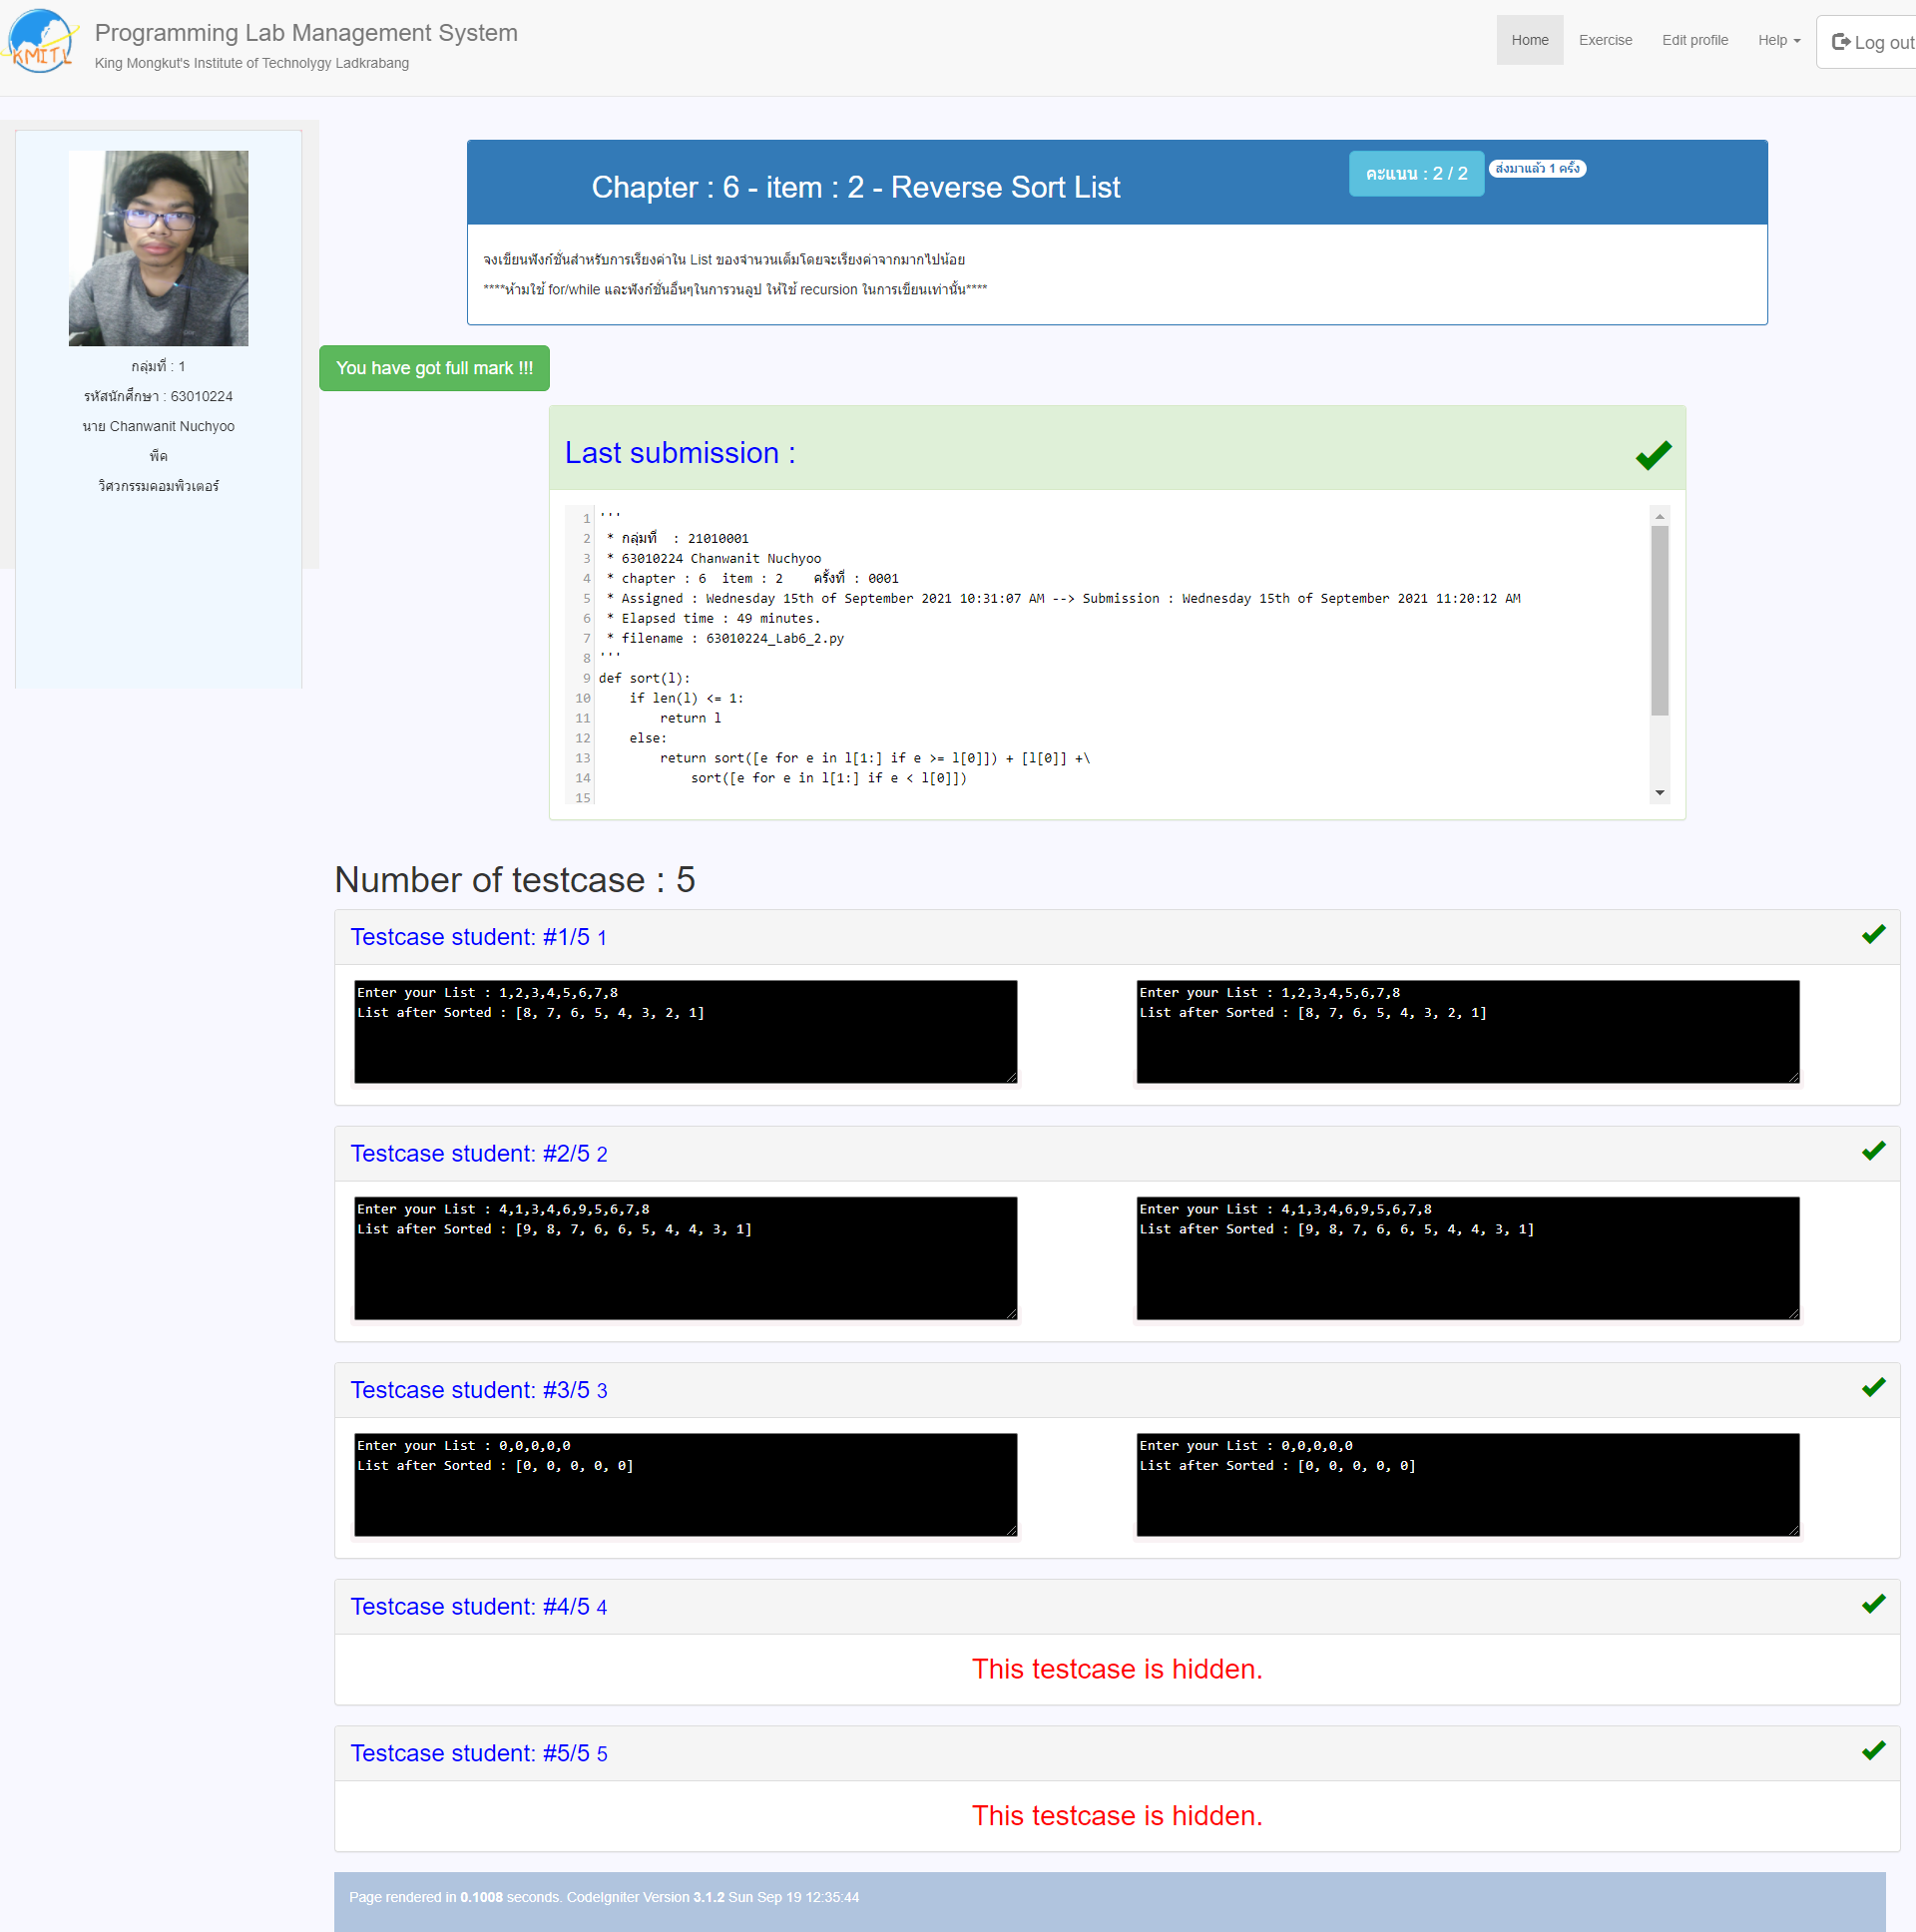 KMITL
Programming Lab Management System
King Mongkut's Institute of Technolygy Ladkrabang
Home Exercise Edit profile Help Log out
กลุ่มที่ : 1
รหัสนักศึกษา : 63010224
นาย Chanwanit Nuchyoo
พีค
วิศวกรรมคอมพิวเตอร์
Chapter : 6 - item : 2 - Reverse Sort List
คะแนน : 2 / 2 ส่งมาแล้ว 1 ครั้ง
จงเขียนฟังก์ชั่นสำหรับการเรียงค่าใน List ของจำนวนเต็มโดยจะเรียงค่าจากมากไปน้อย
****ห้ามใช้ for/while และฟังก์ชั่นอื่นๆในการวนลูป ให้ใช้ recursion ในการเขียนเท่านั้น****
You have got full mark !!!
Last submission :
1 '''
2 * กลุ่มที่ : 21010001
3 * 63010224 Chanwanit Nuchyoo
4 * chapter : 6 item : 2 ครั้งที่ : 0001
5 * Assigned : Wednesday 15th of September 2021 10:31:07 AM --> Submission : Wednesday 15th of September 2021 11:20:12 AM
6 * Elapsed time : 49 minutes.
7 * filename : 63010224_Lab6_2.py
8 '''
9 def sort(l):
10 if len(l) <= 1:
11 return l
12 else:
13 return sort([e for e in l[1:] if e >= l[0]]) + [l[0]] +\
14 sort([e for e in l[1:] if e < l[0]])
15
Number of testcase : 5
Testcase student: #1/5 1
Enter your List : 1,2,3,4,5,6,7,8
List after Sorted : [8, 7, 6, 5, 4, 3, 2, 1]
Enter your List : 1,2,3,4,5,6,7,8
List after Sorted : [8, 7, 6, 5, 4, 3, 2, 1]
Testcase student: #2/5 2
Enter your List : 4,1,3,4,6,9,5,6,7,8
List after Sorted : [9, 8, 7, 6, 6, 5, 4, 4, 3, 1]
Enter your List : 4,1,3,4,6,9,5,6,7,8
List after Sorted : [9, 8, 7, 6, 6, 5, 4, 4, 3, 1]
Testcase student: #3/5 3
Enter your List : 0,0,0,0,0
List after Sorted : [0, 0, 0, 0, 0]
Enter your List : 0,0,0,0,0
List after Sorted : [0, 0, 0, 0, 0]
Testcase student: #4/5 4
This testcase is hidden.
Testcase student: #5/5 5
This testcase is hidden.
Page rendered in 0.1008 seconds. CodeIgniter Version 3.1.2 Sun Sep 19 12:35:44